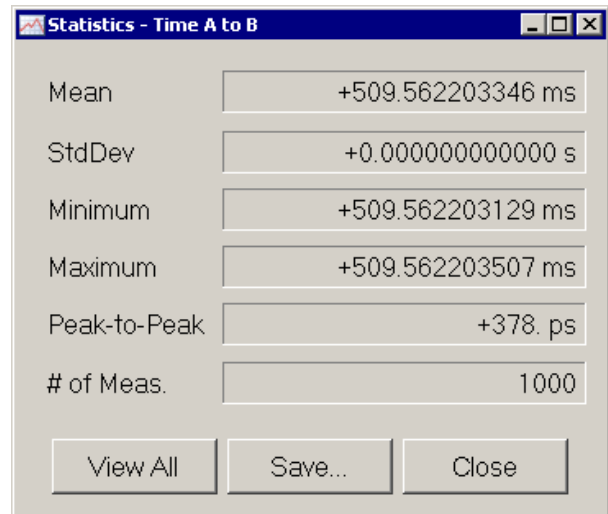 Statistics - Time A to B
Mean +509.562203346 ms
StdDev +0.000000000000 s
Minimum +509.562203129 ms
Maximum +509.562203507 ms
Peak-to-Peak +378. ps
# of Meas. 1000
View All Save... Close